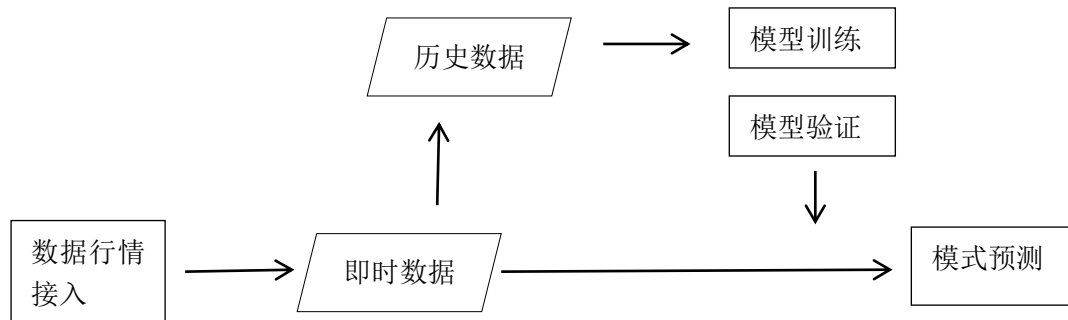 历史数据
模型训练
模型验证
数据行情
接入
即时数据
模式预测